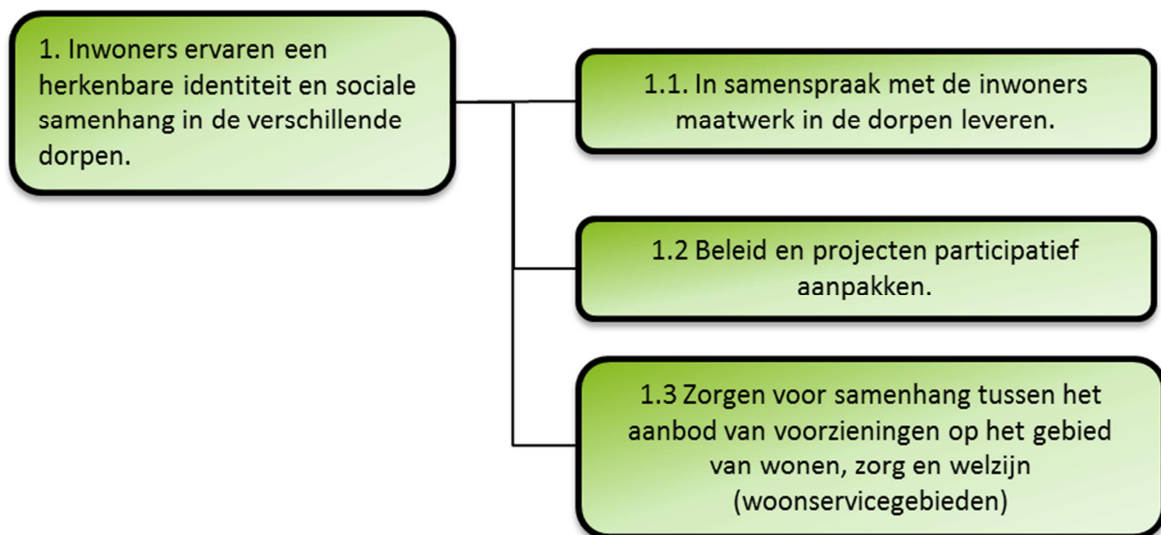 1. Inwoners ervaren een
herkenbare identiteit en sociale
samenhang in de verschillende
dorpen.
1.1. In samenspraak met de inwoners
maatwerk in de dorpen leveren.
1.2 Beleid en projecten participatief
aanpakken.
1.3 Zorgen voor samenhang tussen het
aanbod van voorzieningen op het gebied
van wonen, zorg en welzijn
(woonservicegebieden)